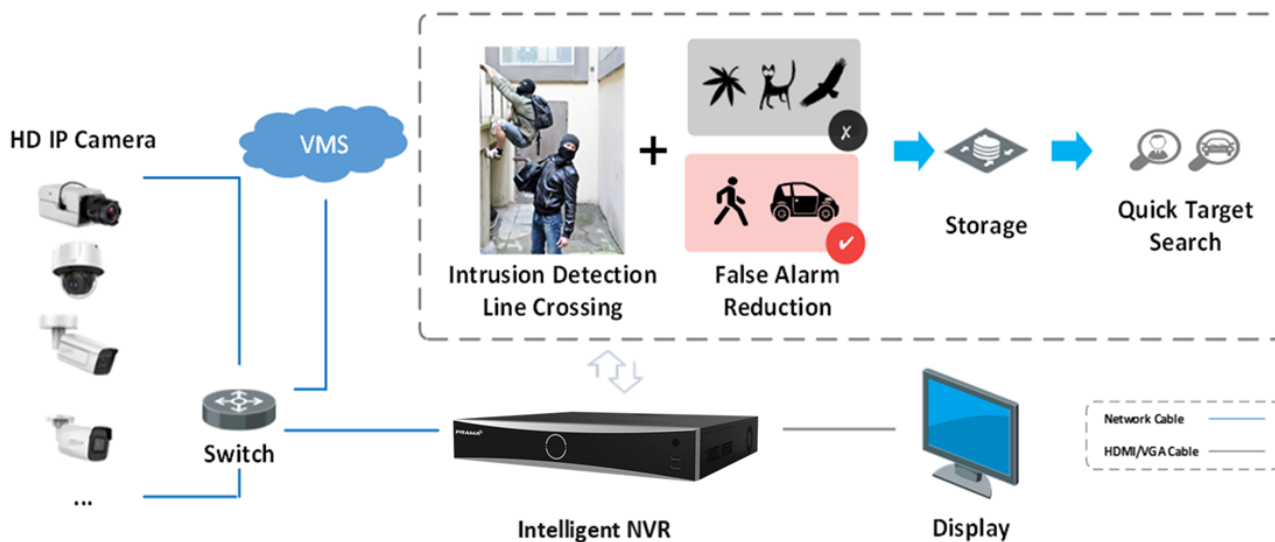 HD IP Camera
VMS
Intrusion Detection
Line Crossing
+
False Alarm
Reduction
✗
✓
Storage
Quick Target
Search
Switch
...
PRAMA
Intelligent NVR
Display
Network Cable
HDMI/VGA Cable